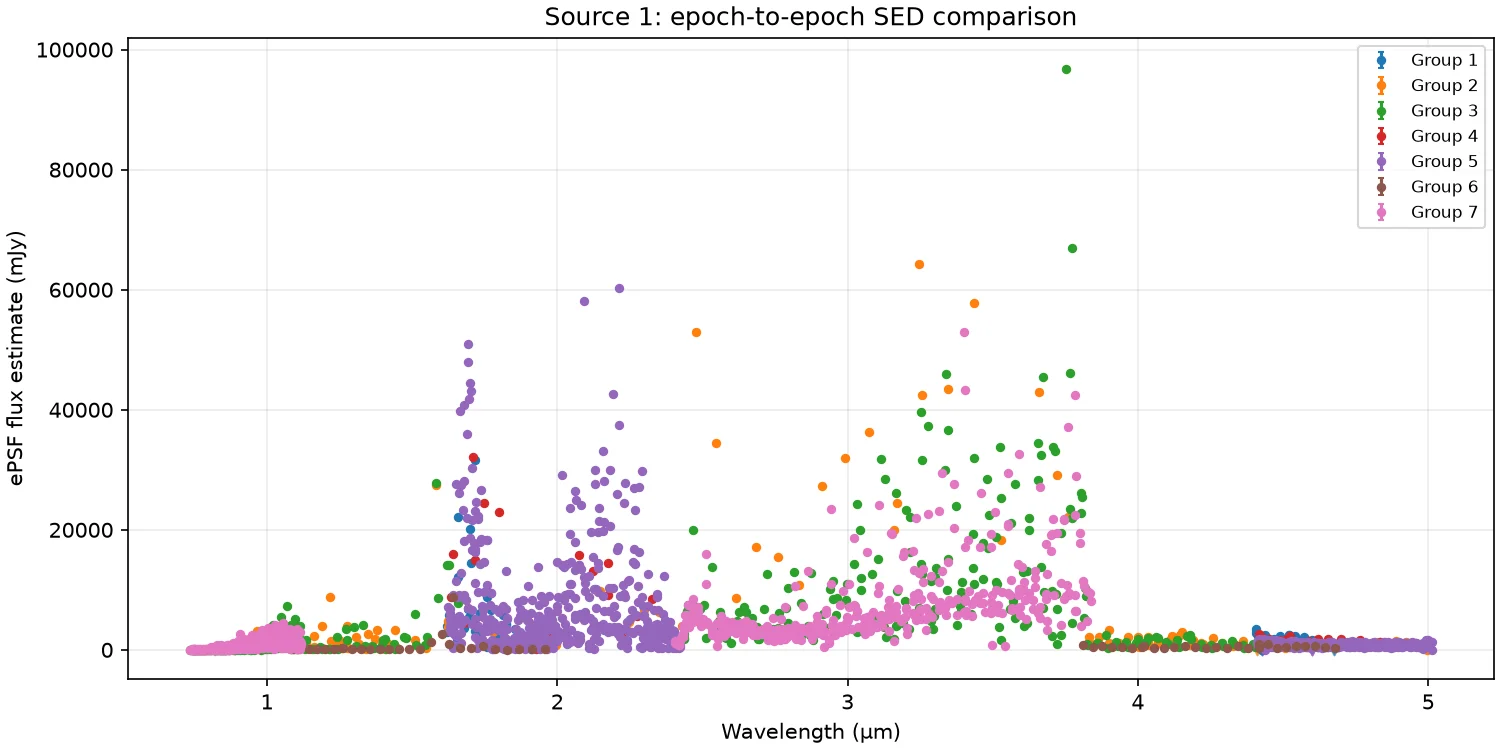 Source 1: epoch-to-epoch SED comparison
100000
80000
60000
40000
20000
0
ePSF flux estimate (mJy)
1
2
3
4
5
Wavelength (μm)
Group 1
Group 2
Group 3
Group 4
Group 5
Group 6
Group 7